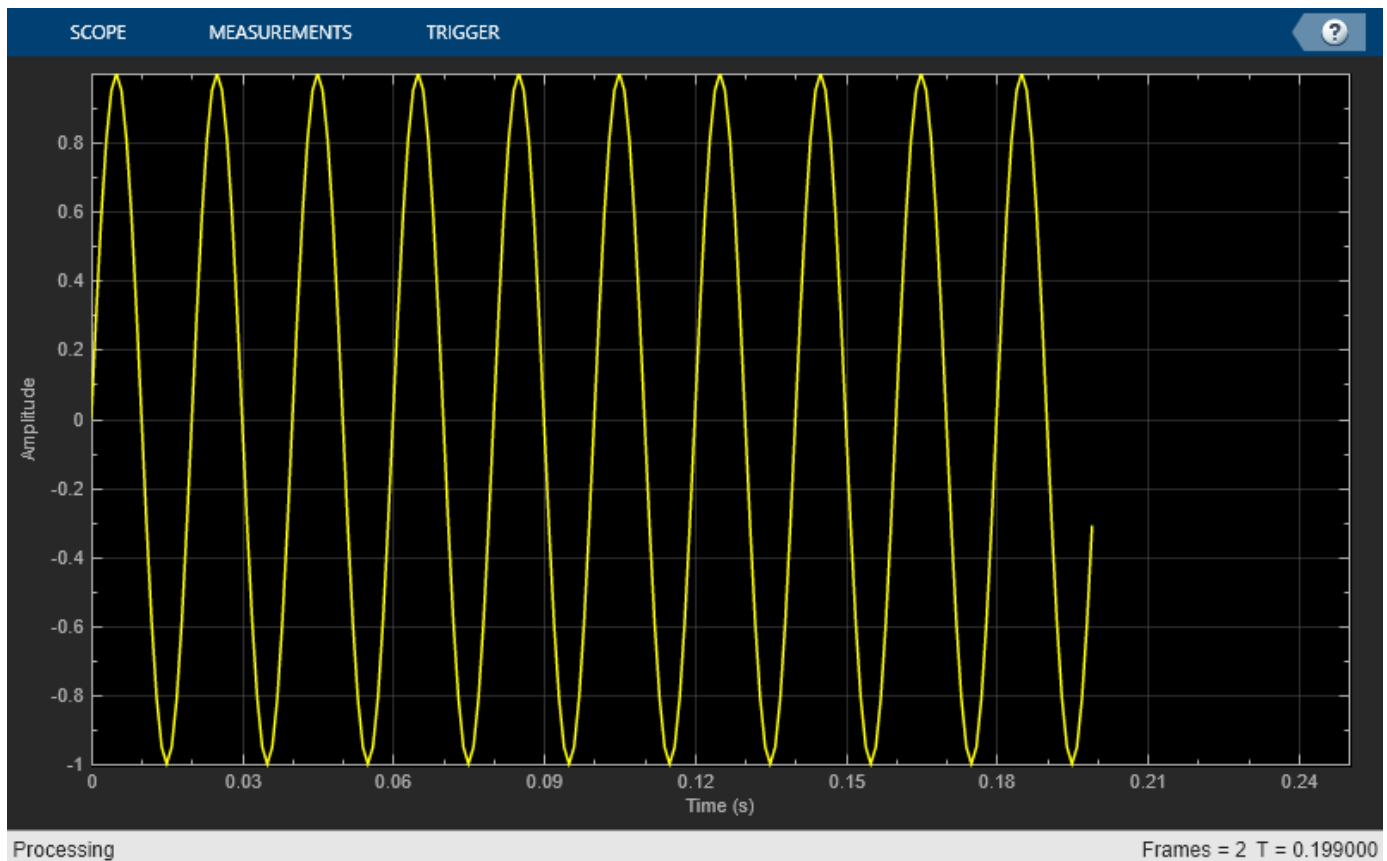 SCOPE MEASUREMENTS TRIGGER ?
0.8
0.6
0.4
0.2
0
-0.2
-0.4
-0.6
-0.8
-1
Amplitude
0 0.03 0.06 0.09 0.12 0.15 0.18 0.21 0.24
Time (s)
Processing Frames = 2 T = 0.199000